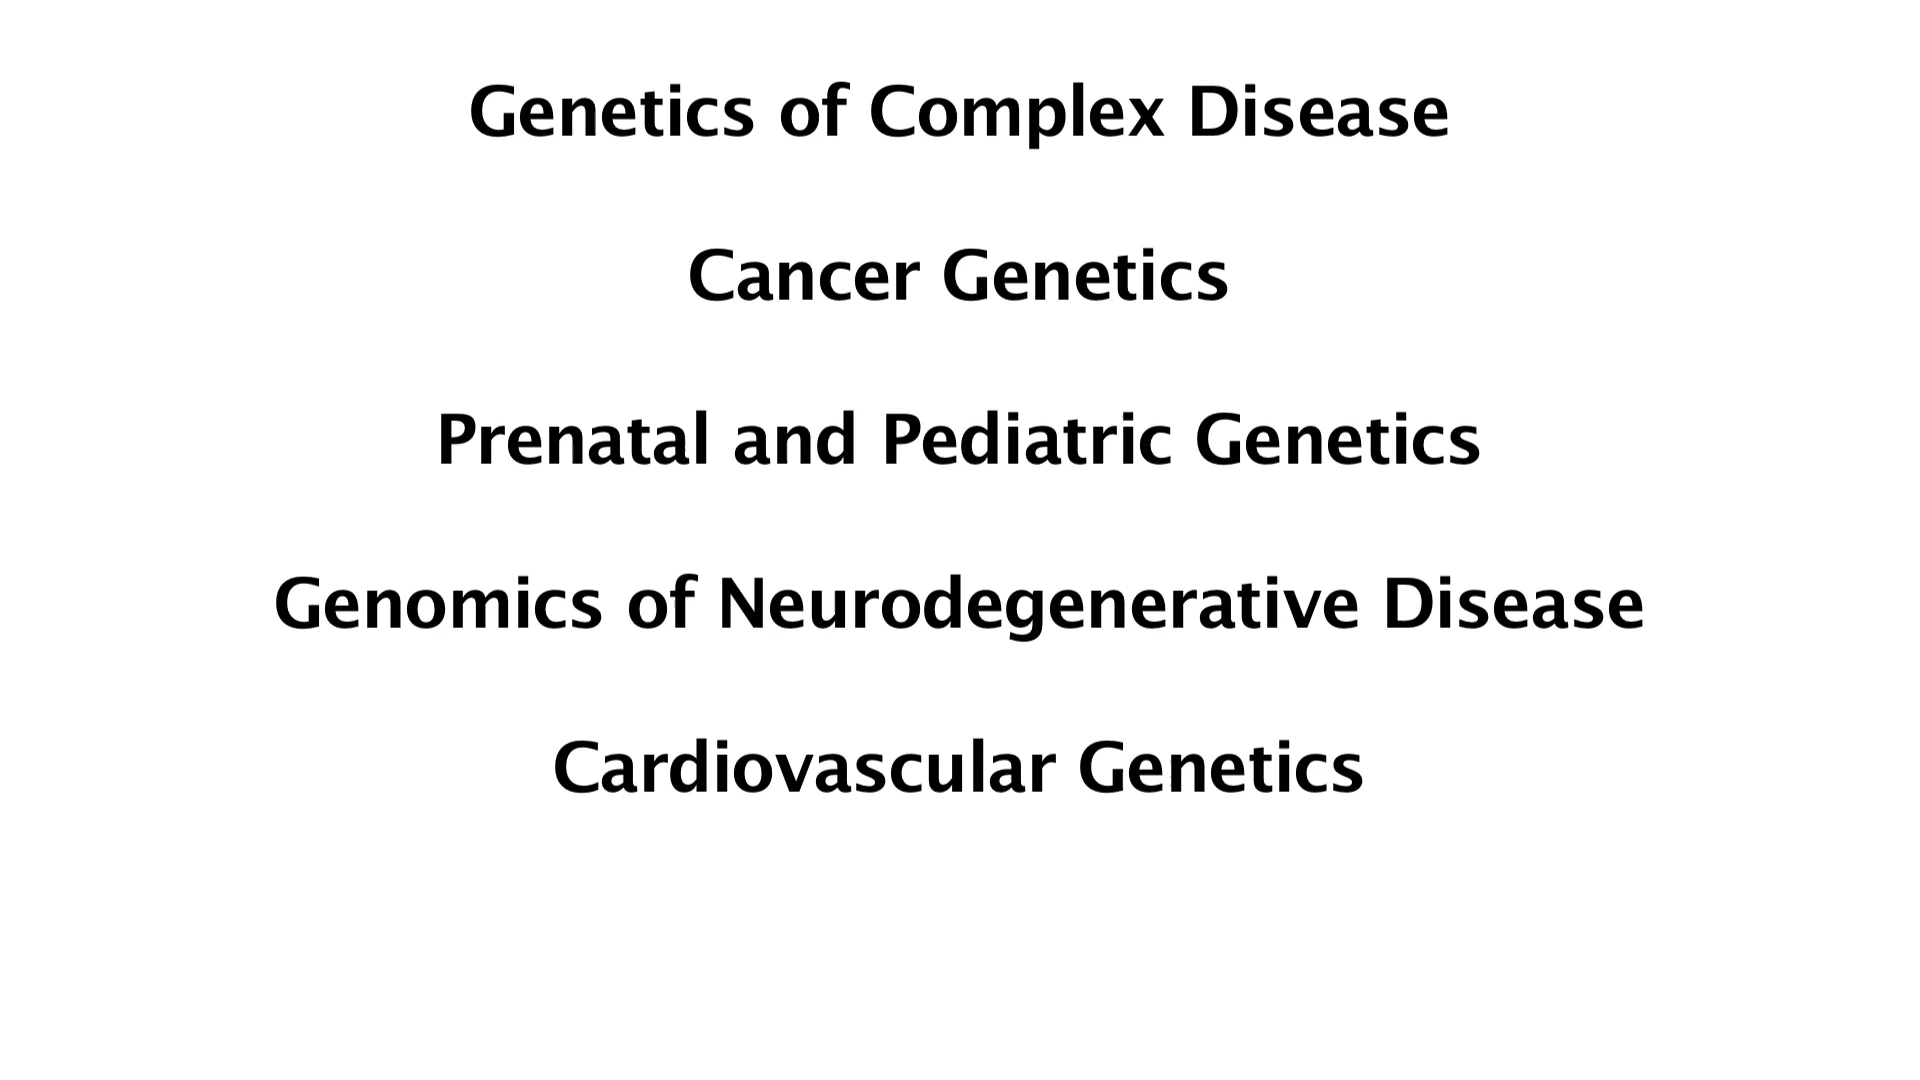 Genetics of Complex Disease
Cancer Genetics
Prenatal and Pediatric Genetics
Genomics of Neurodegenerative Disease
Cardiovascular Genetics